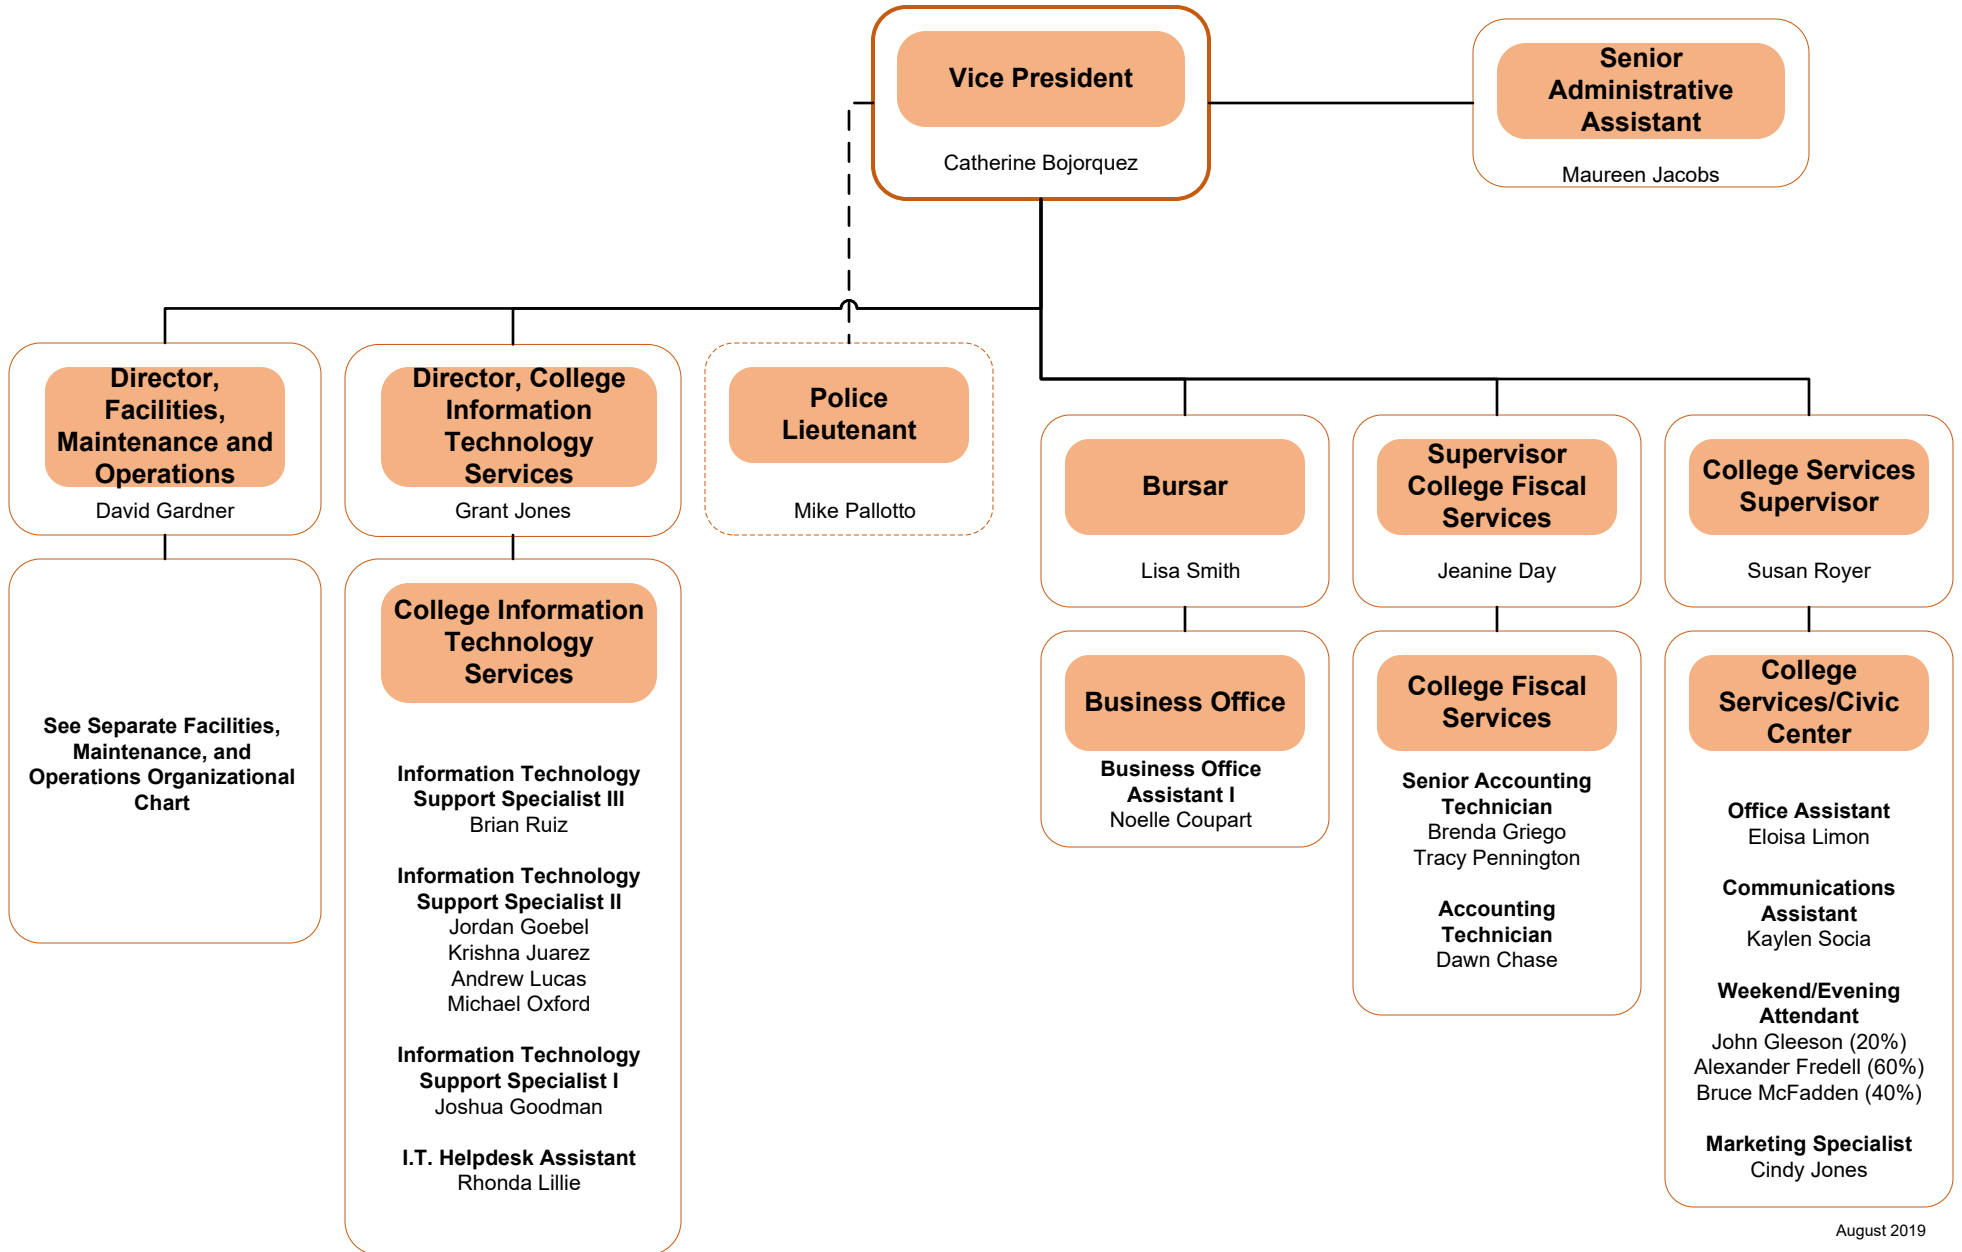 Vice President
Catherine Bojorquez
Senior
Administrative
Assistant
Maureen Jacobs
Director,
Facilities,
Maintenance and
Operations
David Gardner
Director, College
Information
Technology
Services
Grant Jones
Police
Lieutenant
Mike Pallotto
Bursar
Lisa Smith
Supervisor
College Fiscal
Services
Jeanine Day
College Services
Supervisor
Susan Royer
See Separate Facilities,
Maintenance, and
Operations Organizational
Chart
College Information
Technology
Services
Information Technology
Support Specialist III
Brian Ruiz
Information Technology
Support Specialist II
Jordan Goebel
Krishna Juarez
Andrew Lucas
Michael Oxford
Information Technology
Support Specialist I
Joshua Goodman
I.T. Helpdesk Assistant
Rhonda Lillie
Business Office
Business Office
Assistant I
Noelle Coupart
College Fiscal
Services
Senior Accounting
Technician
Brenda Griego
Tracy Pennington
Accounting
Technician
Dawn Chase
College
Services/Civic
Center
Office Assistant
Eloisa Limon
Communications
Assistant
Kaylen Socia
Weekend/Evening
Attendant
John Gleeson (20%)
Alexander Fredell (60%)
Bruce McFadden (40%)
Marketing Specialist
Cindy Jones
August 2019